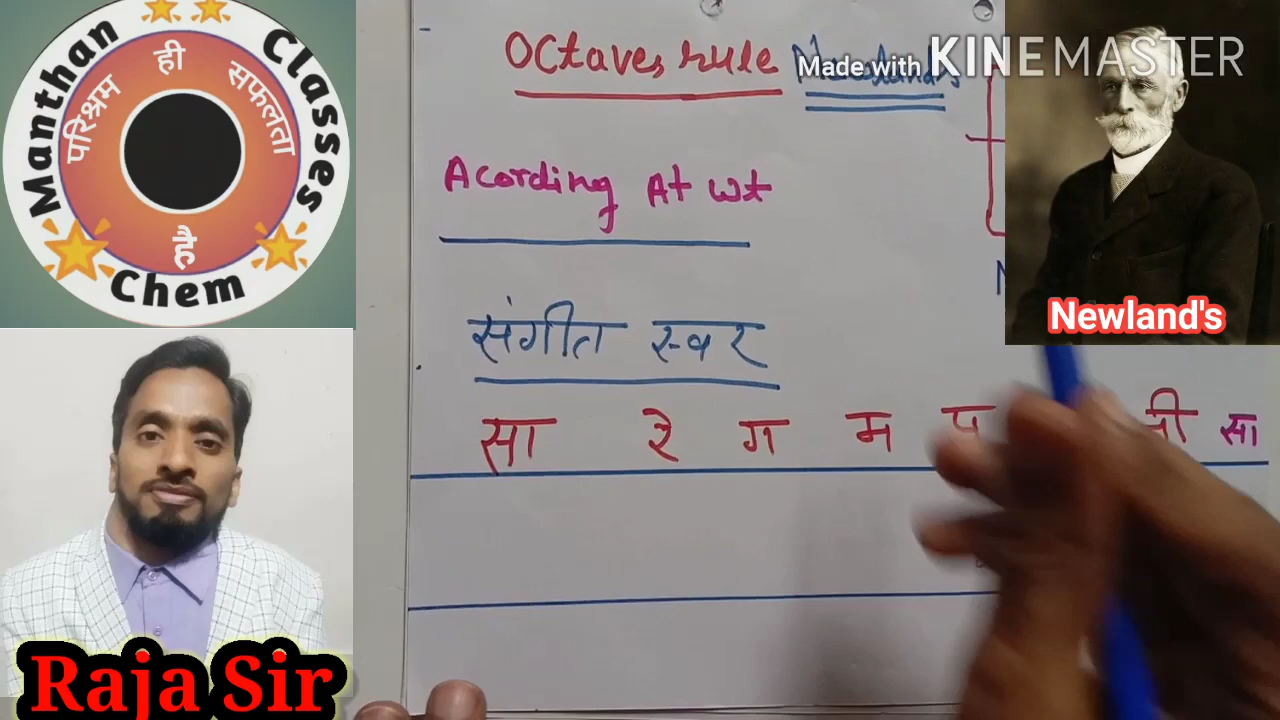 Manthan Chem Classes
परिश्रम ही सफलता है
Octaves rule
Made with KINEMASTER
Acording At wt
संगीत स्वर
Newland's
सा रे ग म प नी सा
Raja Sir